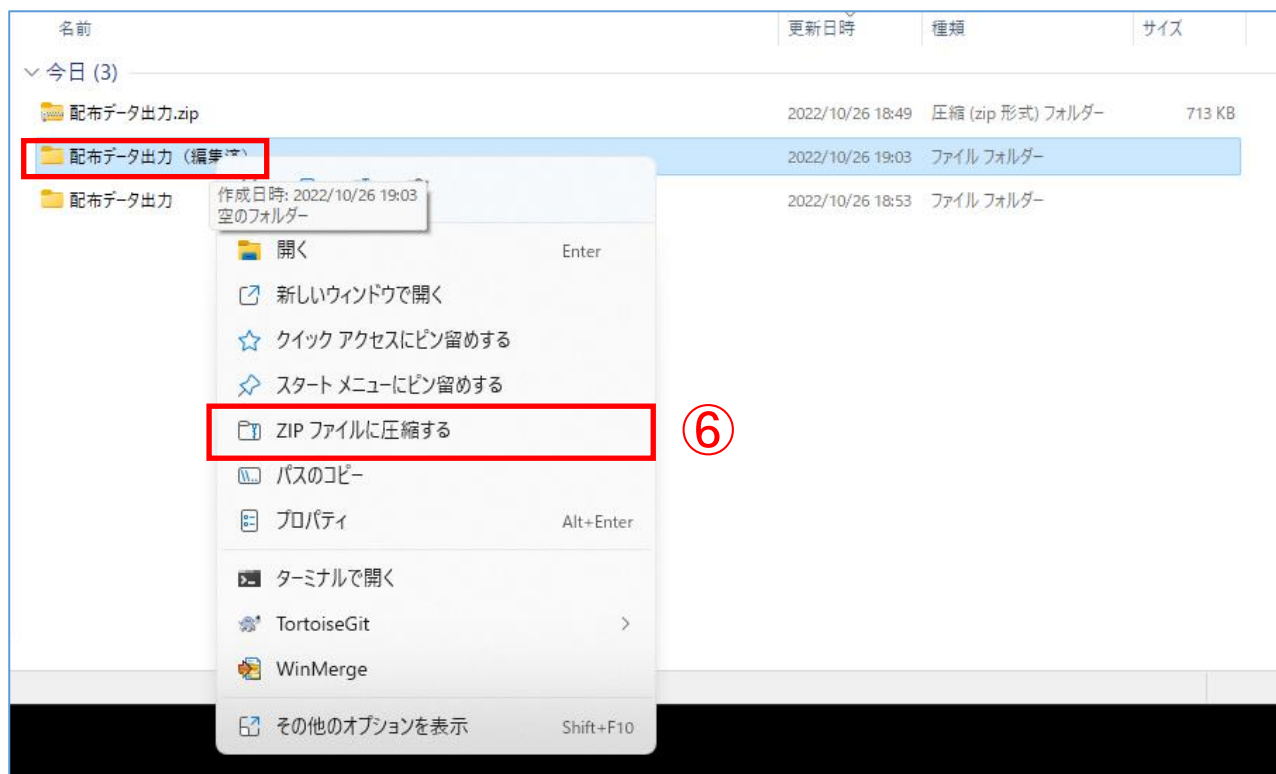 名前 更新日時 種類 サイズ
今日 (3)
配布データ出力.zip 2022/10/26 18:49 圧縮 (zip 形式) フォルダー 713 KB
配布データ出力（編集済） 2022/10/26 19:03 ファイル フォルダー
配布データ出力 2022/10/26 18:53 ファイル フォルダー
作成日時: 2022/10/26 19:03
空のフォルダー
開く Enter
新しいウィンドウで開く
クイック アクセスにピン留めする
スタート メニューにピン留めする
ZIP ファイルに圧縮する ⑥
パスのコピー
プロパティ Alt+Enter
ターミナルで開く
TortoiseGit
WinMerge
その他のオプションを表示 Shift+F10